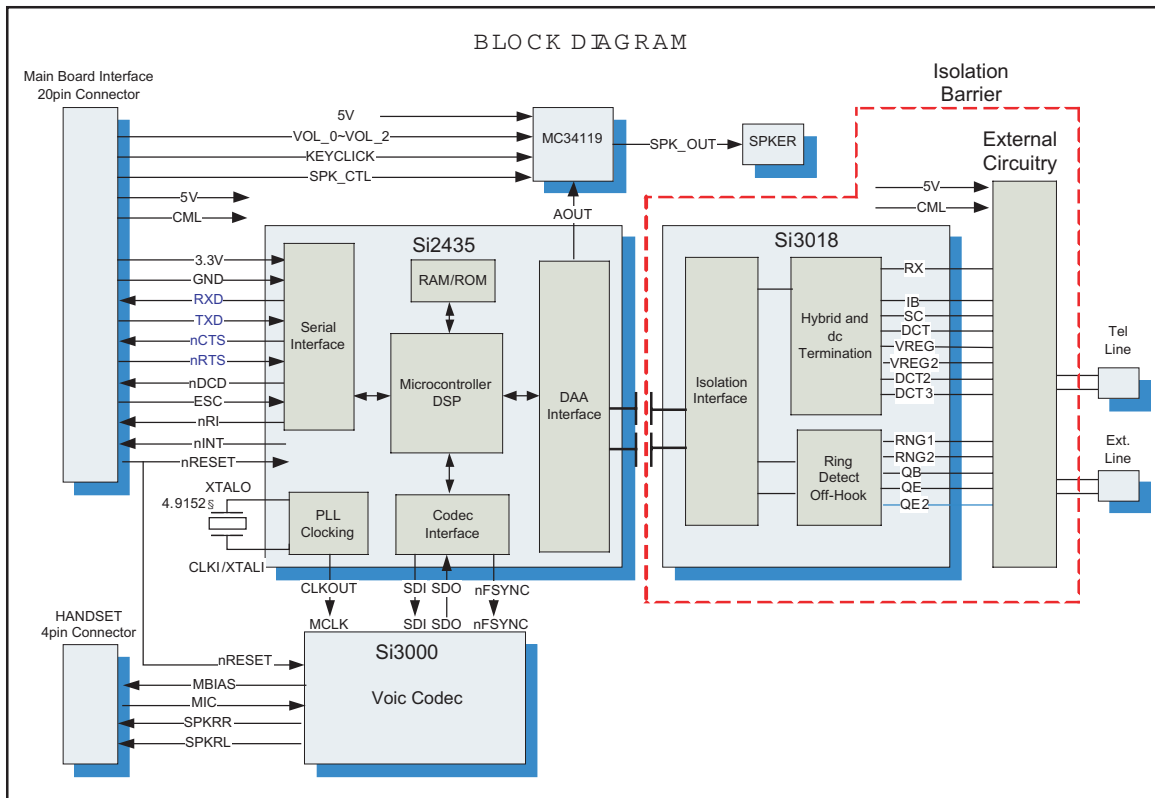 BLOCK DIAGRAM
Main Board Interface
20pin Connector
Isolation
Barrier
5V
VOL_0~VOL_2
KEYCLICK
SPK_CTL
MC34119
SPK_OUT
SPKER
External
Circuitry
5V
CML
5V
CML
AOUT
Si2435
Si3018
3.3V
GND
RXD
TXD
nCTS
nRTS
nDCD
ESC
nRI
nINT
nRESET
Serial
Interface
RAM/ROM
Microcontroller
DSP
DAA
Interface
Isolation
Interface
Hybrid and
dc
Termination
RX
IB
SC
DCT
VREG
VREG2
DCT2
DCT3
Ring
Detect
Off-Hook
RNG1
RNG2
QB
QE
QE2
Tel
Line
Ext.
Line
XTALO
4.9152§
CLKI/XTALI
PLL
Clocking
Codec
Interface
CLKOUT
SDI
SDO
nFSYNC
MCLK
SDI
SDO
nFSYNC
HANDSET
4pin Connector
nRESET
MBIAS
MIC
SPKRR
SPKRL
Si3000
Voic Codec